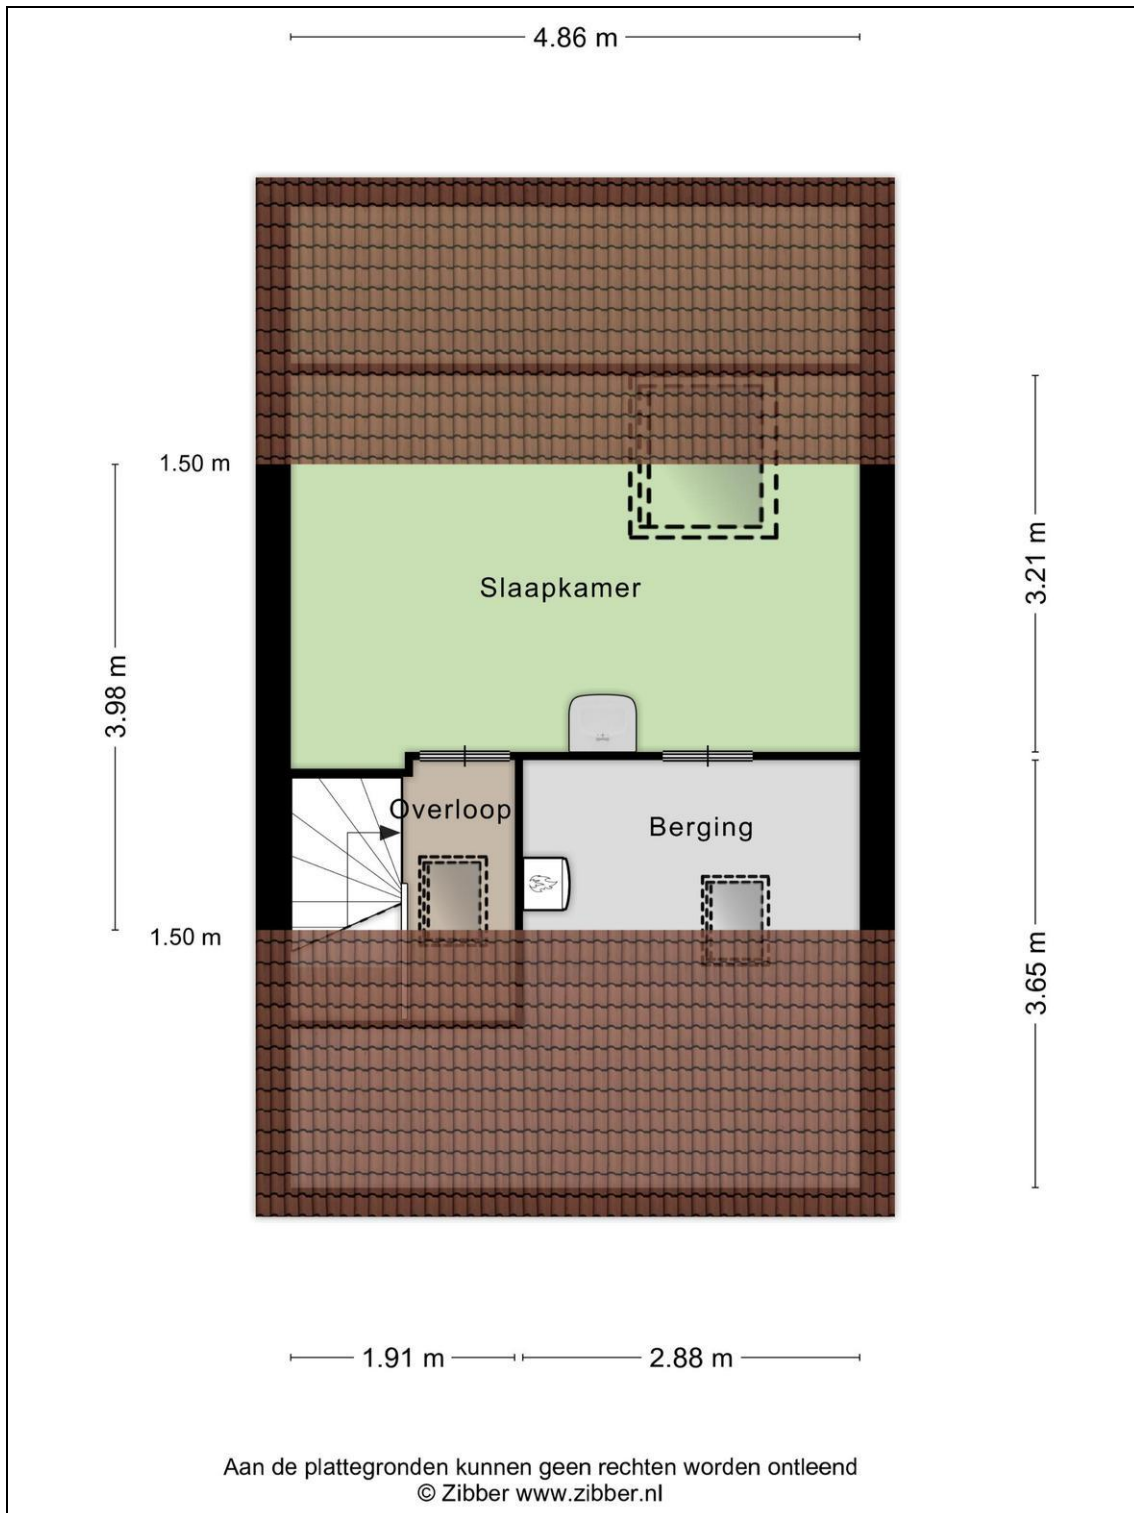 4.86 m
1.50 m
3.21 m
Slaapkamer
3.98 m
Overloop
Berging
1.50 m
3.65 m
1.91 m
2.88 m
Aan de plattegronden kunnen geen rechten worden ontleend
© Zibber www.zibber.nl